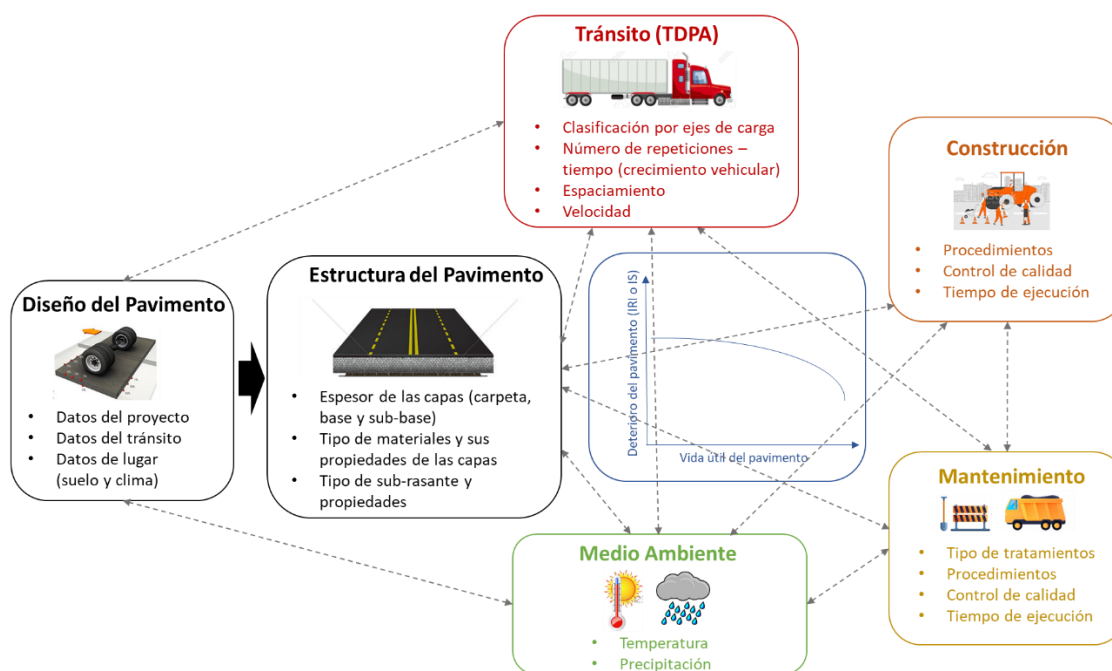 Tránsito (TDPA)
• Clasificación por ejes de carga
• Número de repeticiones –
tiempo (crecimiento vehicular)
• Espaciamiento
• Velocidad
Construcción
• Procedimientos
• Control de calidad
• Tiempo de ejecución
Diseño del Pavimento
• Datos del proyecto
• Datos del tránsito
• Datos de lugar
(suelo y clima)
Estructura del Pavimento
• Espesor de las capas (carpeta,
base y sub-base)
• Tipo de materiales y sus
propiedades de las capas
• Tipo de sub-rasante y
propiedades
Deterioro del pavimento (IRI o IS)
Vida útil del pavimento
Mantenimiento
• Tipo de tratamientos
• Procedimientos
• Control de calidad
• Tiempo de ejecución
Medio Ambiente
• Temperatura
• Precipitación